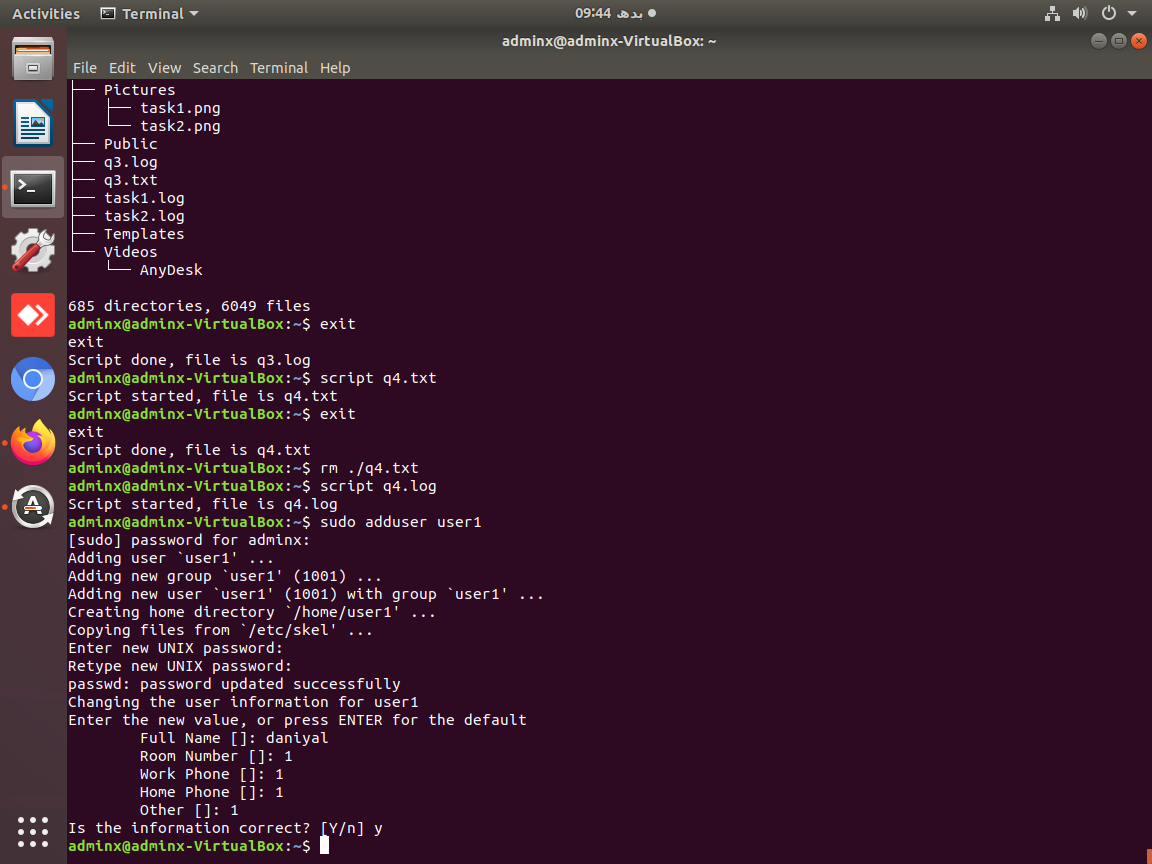 Activities
Terminal
بدھ 09:44
adminx@adminx-VirtualBox: ~
File Edit View Search Terminal Help
├── Pictures
│   ├── task1.png
│   └── task2.png
├── Public
├── q3.log
├── q3.txt
├── task1.log
├── task2.log
├── Templates
└── Videos
    └── AnyDesk
685 directories, 6049 files
adminx@adminx-VirtualBox:~$ exit
exit
Script done, file is q3.log
adminx@adminx-VirtualBox:~$ script q4.txt
Script started, file is q4.txt
adminx@adminx-VirtualBox:~$ exit
exit
Script done, file is q4.txt
adminx@adminx-VirtualBox:~$ rm ./q4.txt
adminx@adminx-VirtualBox:~$ script q4.log
Script started, file is q4.log
adminx@adminx-VirtualBox:~$ sudo adduser user1
[sudo] password for adminx:
Adding user `user1' ...
Adding new group `user1' (1001) ...
Adding new user `user1' (1001) with group `user1' ...
Creating home directory `/home/user1' ...
Copying files from `/etc/skel' ...
Enter new UNIX password:
Retype new UNIX password:
passwd: password updated successfully
Changing the user information for user1
Enter the new value, or press ENTER for the default
        Full Name []: daniyal
        Room Number []: 1
        Work Phone []: 1
        Home Phone []: 1
        Other []: 1
Is the information correct? [Y/n] y
adminx@adminx-VirtualBox:~$